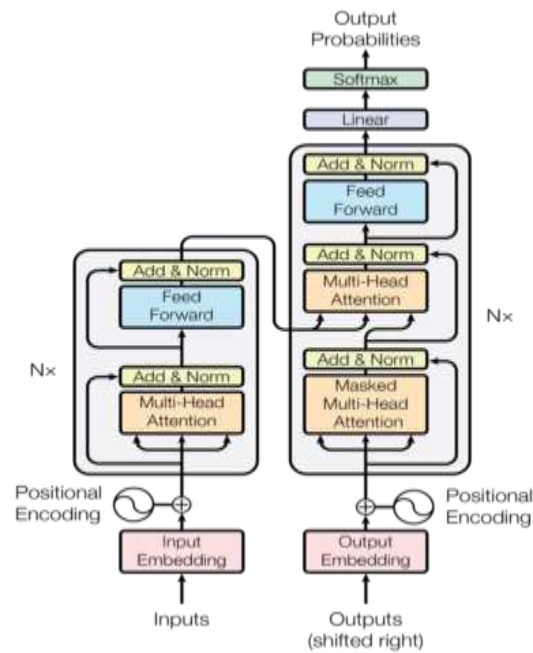 Output
Probabilities
Softmax
Linear
Add & Norm
Feed
Forward
Add & Norm
Multi-Head
Attention
Nx
Add & Norm
Masked
Multi-Head
Attention
Add & Norm
Feed
Forward
Nx
Add & Norm
Multi-Head
Attention
Positional
Encoding
Positional
Encoding
Input
Embedding
Output
Embedding
Inputs
Outputs
(shifted right)